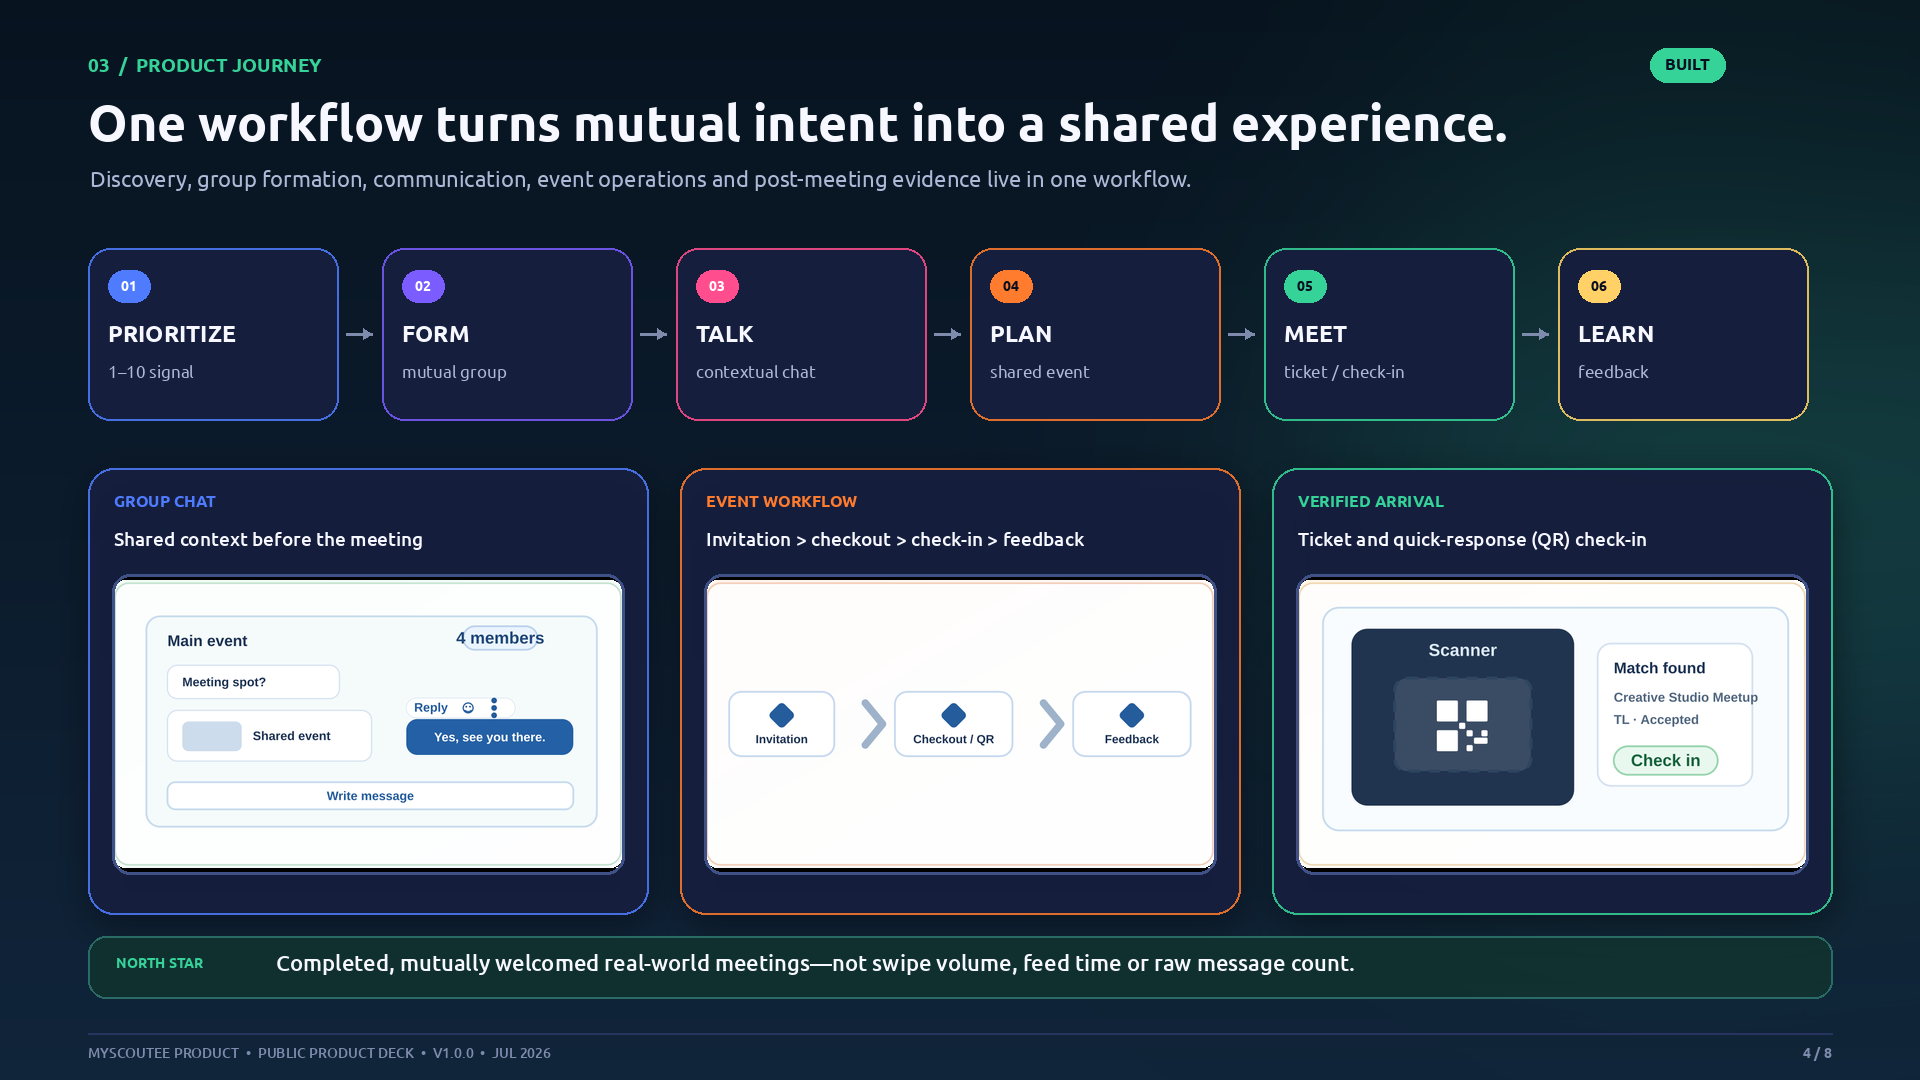 03 / PRODUCT JOURNEY
BUILT
One workflow turns mutual intent into a shared experience.
Discovery, group formation, communication, event operations and post-meeting evidence live in one workflow.
01
PRIORITIZE
1–10 signal
02
FORM
mutual group
03
TALK
contextual chat
04
PLAN
shared event
05
MEET
ticket / check-in
06
LEARN
feedback
GROUP CHAT
Shared context before the meeting
Main event
4 members
Meeting spot?
Reply
Shared event
Yes, see you there.
Write message
EVENT WORKFLOW
Invitation > checkout > check-in > feedback
Invitation
Checkout / QR
Feedback
VERIFIED ARRIVAL
Ticket and quick-response (QR) check-in
Scanner
Match found
Creative Studio Meetup
TL · Accepted
Check in
NORTH STAR
Completed, mutually welcomed real-world meetings—not swipe volume, feed time or raw message count.
MYSCOUTEE PRODUCT • PUBLIC PRODUCT DECK • V1.0.0 • JUL 2026
4 / 8